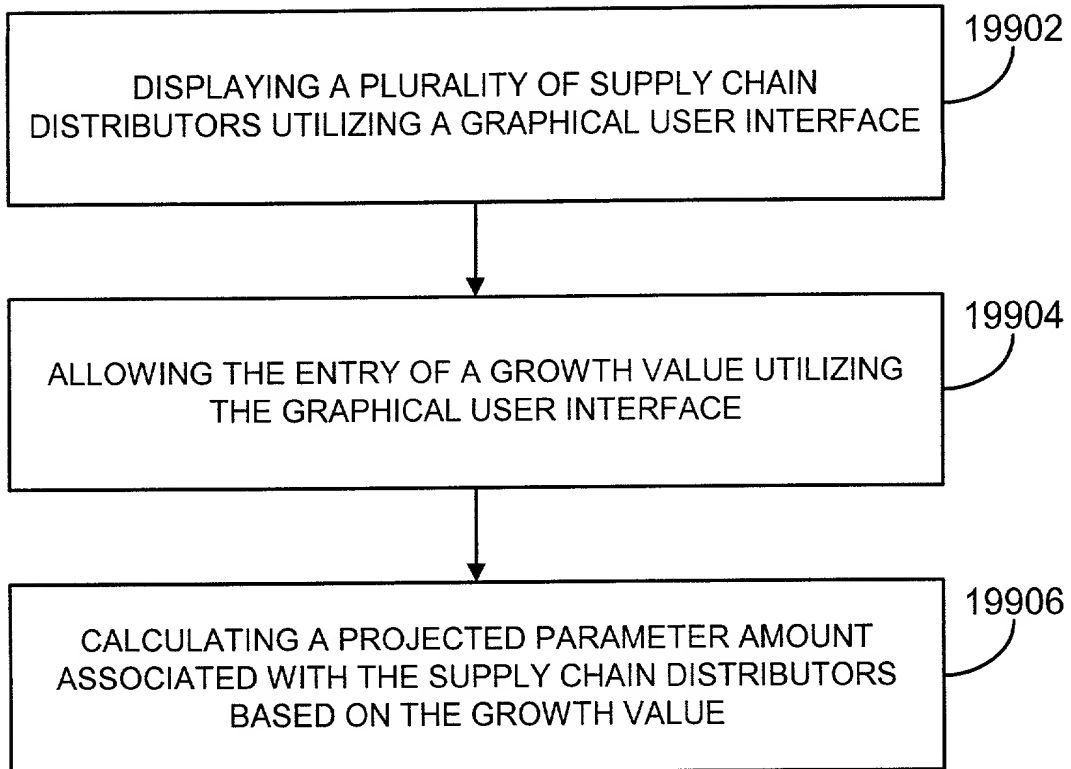 19902
DISPLAYING A PLURALITY OF SUPPLY CHAIN
DISTRIBUTORS UTILIZING A GRAPHICAL USER INTERFACE
19904
ALLOWING THE ENTRY OF A GROWTH VALUE UTILIZING
THE GRAPHICAL USER INTERFACE
19906
CALCULATING A PROJECTED PARAMETER AMOUNT
ASSOCIATED WITH THE SUPPLY CHAIN DISTRIBUTORS
BASED ON THE GROWTH VALUE